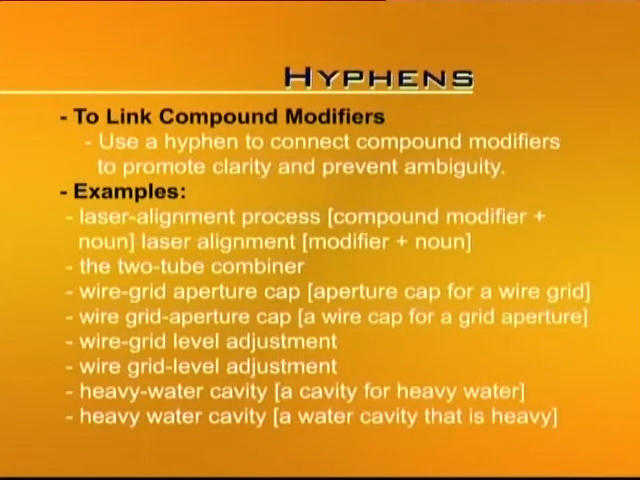 HYPHENS
- To Link Compound Modifiers
- Use a hyphen to connect compound modifiers
to promote clarity and prevent ambiguity.
- Examples:
- laser-alignment process [compound modifier +
noun] laser alignment [modifier + noun]
- the two-tube combiner
- wire-grid aperture cap [aperture cap for a wire grid]
- wire grid-aperture cap [a wire cap for a grid aperture]
- wire-grid level adjustment
- wire grid-level adjustment
- heavy-water cavity [a cavity for heavy water]
- heavy water cavity [a water cavity that is heavy]